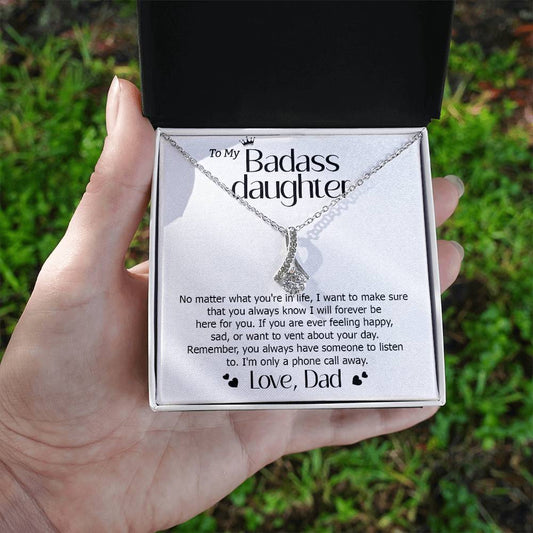 To My
Badass
daughter
No matter what you're in life, I want to make sure
that you always know I will forever be
here for you. If you are ever feeling happy,
sad, or want to vent about your day.
Remember, you always have someone to listen
to. I'm only a phone call away.
Love, Dad